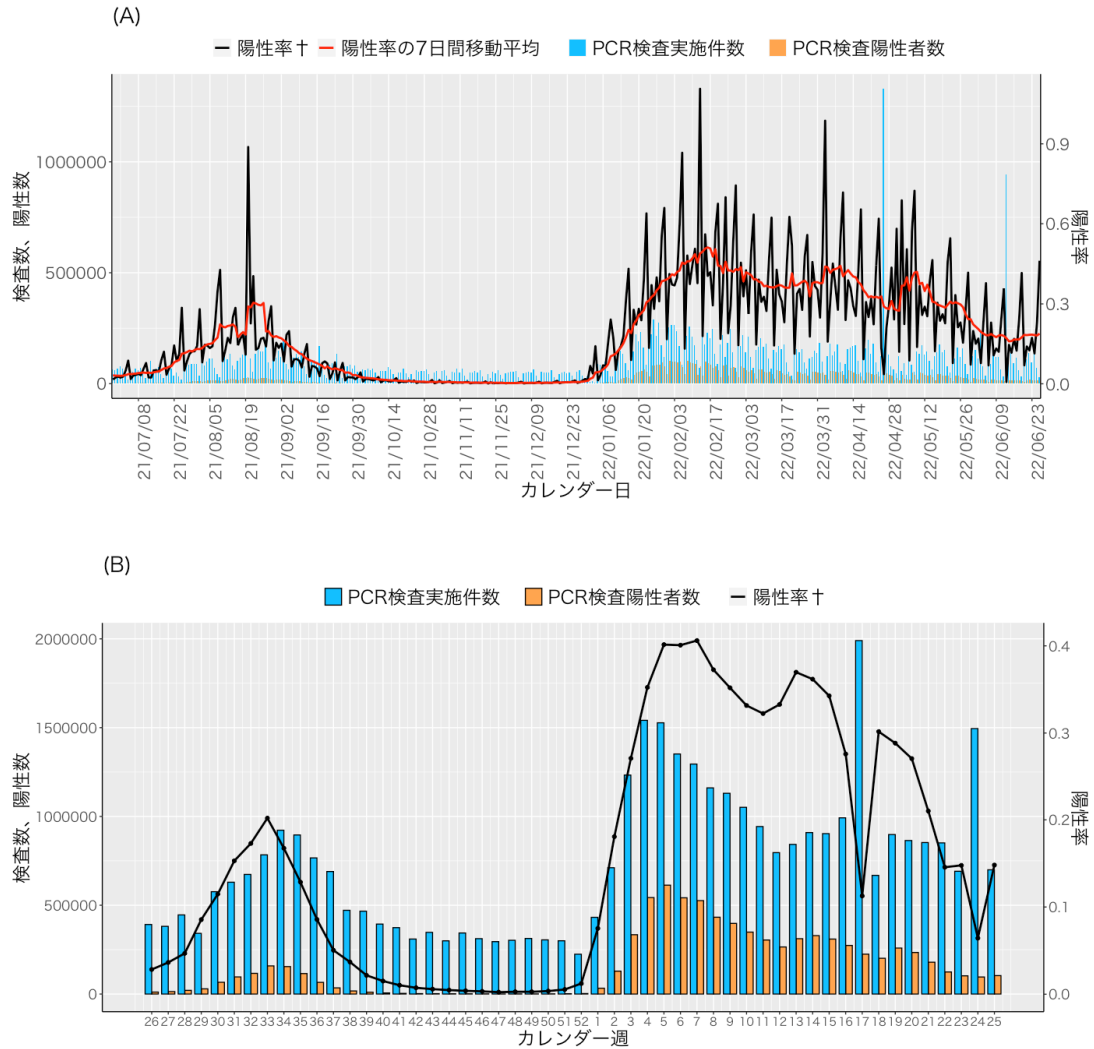 (A)
陽性率† 陽性率の7日間移動平均 PCR検査実施件数 PCR検査陽性者数
検査数、陽性数
1000000
500000
0
0.9
0.6
0.3
0.0
陽性率
21/07/08 21/07/22 21/08/05 21/08/19 21/09/02 21/09/16 21/09/30 21/10/14 21/10/28 21/11/11 21/11/25 21/12/09 21/12/23 22/01/06 22/01/20 22/02/03 22/02/17 22/03/03 22/03/17 22/03/31 22/04/14 22/04/28 22/05/12 22/05/26 22/06/09 22/06/23
カレンダー日
(B)
PCR検査実施件数 PCR検査陽性者数 陽性率†
検査数、陽性数
2000000
1500000
1000000
500000
0
0.4
0.3
0.2
0.1
0.0
陽性率
26 27 28 29 30 31 32 33 34 35 36 37 38 39 40 41 42 43 44 45 46 47 48 49 50 51 52 1 2 3 4 5 6 7 8 9 10 11 12 13 14 15 16 17 18 19 20 21 22 23 24 25
カレンダー週